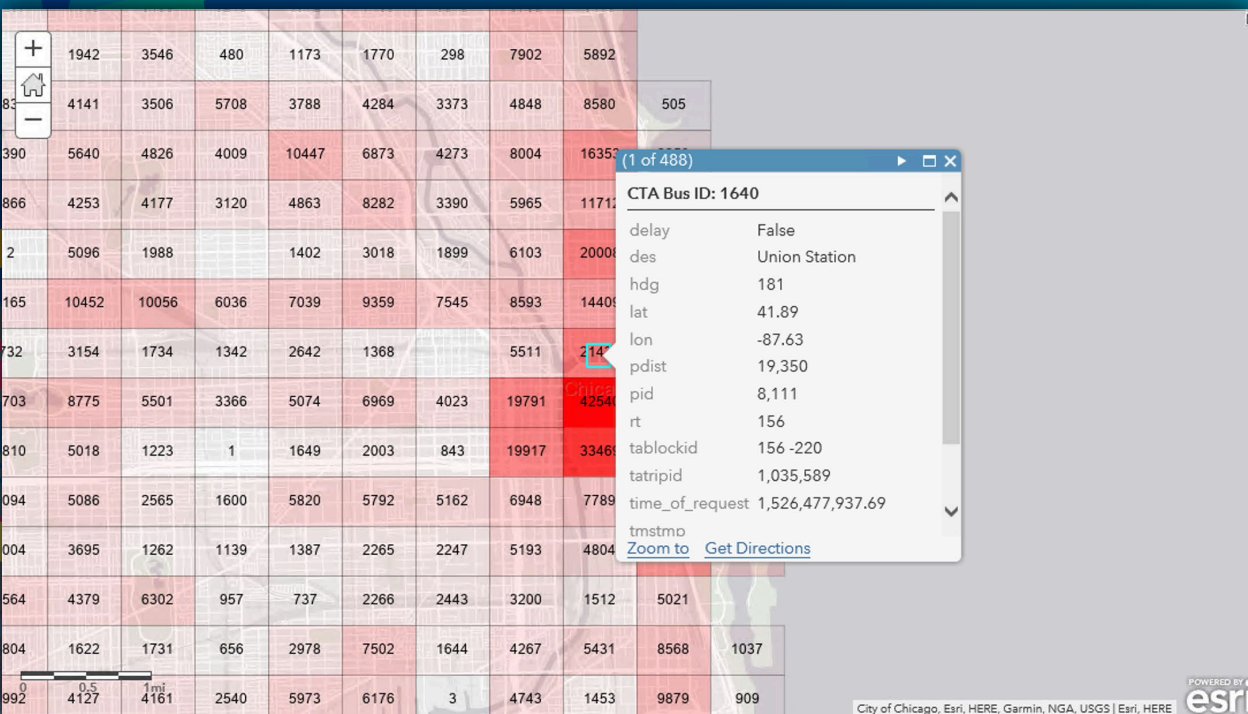 +
1942 3546 480 1173 1770 298 7902 5892
4141 3506 5708 3788 4284 3373 4848 8580 505
−
390 5640 4826 4009 10447 6873 4273 8004 16353
866 4253 4177 3120 4863 8282 3390 5965 11712
2 5096 1988 1402 3018 1899 6103 20008
165 10452 10056 6036 7039 9359 7545 8593 14409
732 3154 1734 1342 2642 1368 5511
703 8775 5501 3366 5074 6969 4023 19791 42540
810 5018 1223 1 1649 2003 843 19917 33469
094 5086 2565 1600 5820 5792 5162 6948 7789
004 3695 1262 1139 1387 2265 2247 5193 4804
564 4379 6302 957 737 2266 2443 3200 1512 5021
804 1622 1731 656 2978 7502 1644 4267 5431 8568 1037
0 0.5 1mi
992 4127 4161 2540 5973 6176 3 4743 1453 9879 909
(1 of 488)
CTA Bus ID: 1640
delay False
des Union Station
hdg 181
lat 41.89
lon -87.63
pdist 19,350
pid 8,111
rt 156
tablockid 156 -220
tatripid 1,035,589
time_of_request 1,526,477,937.69
tmstmp
Zoom to Get Directions
City of Chicago, Esri, HERE, Garmin, NGA, USGS | Esri, HERE
POWERED BY
esri